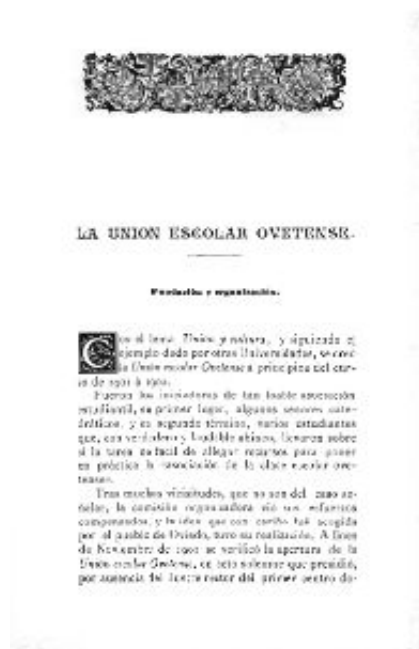 LA UNION ESCOLAR OVETENSE.
Fundación y organización.
Con el lema Unión y cultura, y siguiendo el
ejemplo dado por otras Universidades, se creó
la Unión escolar Ovetense a principios del cur-
so de 1901 a 1902.
Fueron los iniciadores de tan loable asociación
estudiantil, en primer lugar, algunos señores cate-
dráticos, y en segundo término, varios estudiantes
que, con verdadero y laudable ahinco, llevaron sobre
sí la tarea de allegar recursos para poner
en práctica la asociación de la clase escolar ove-
tense.
Tras muchas vicisitudes, que no son del caso se-
ñalar, la comisión organizadora vió sus esfuerzos
compensados, y la idea que con cariño fué acogida
por el pueblo de Oviedo, tuvo su realización. A fines
de Noviembre de se verificó la apertura de la
Unión escolar Ovetense, en acto solemne que presidió,
por ausencia del ilustre rector del primer centro do-